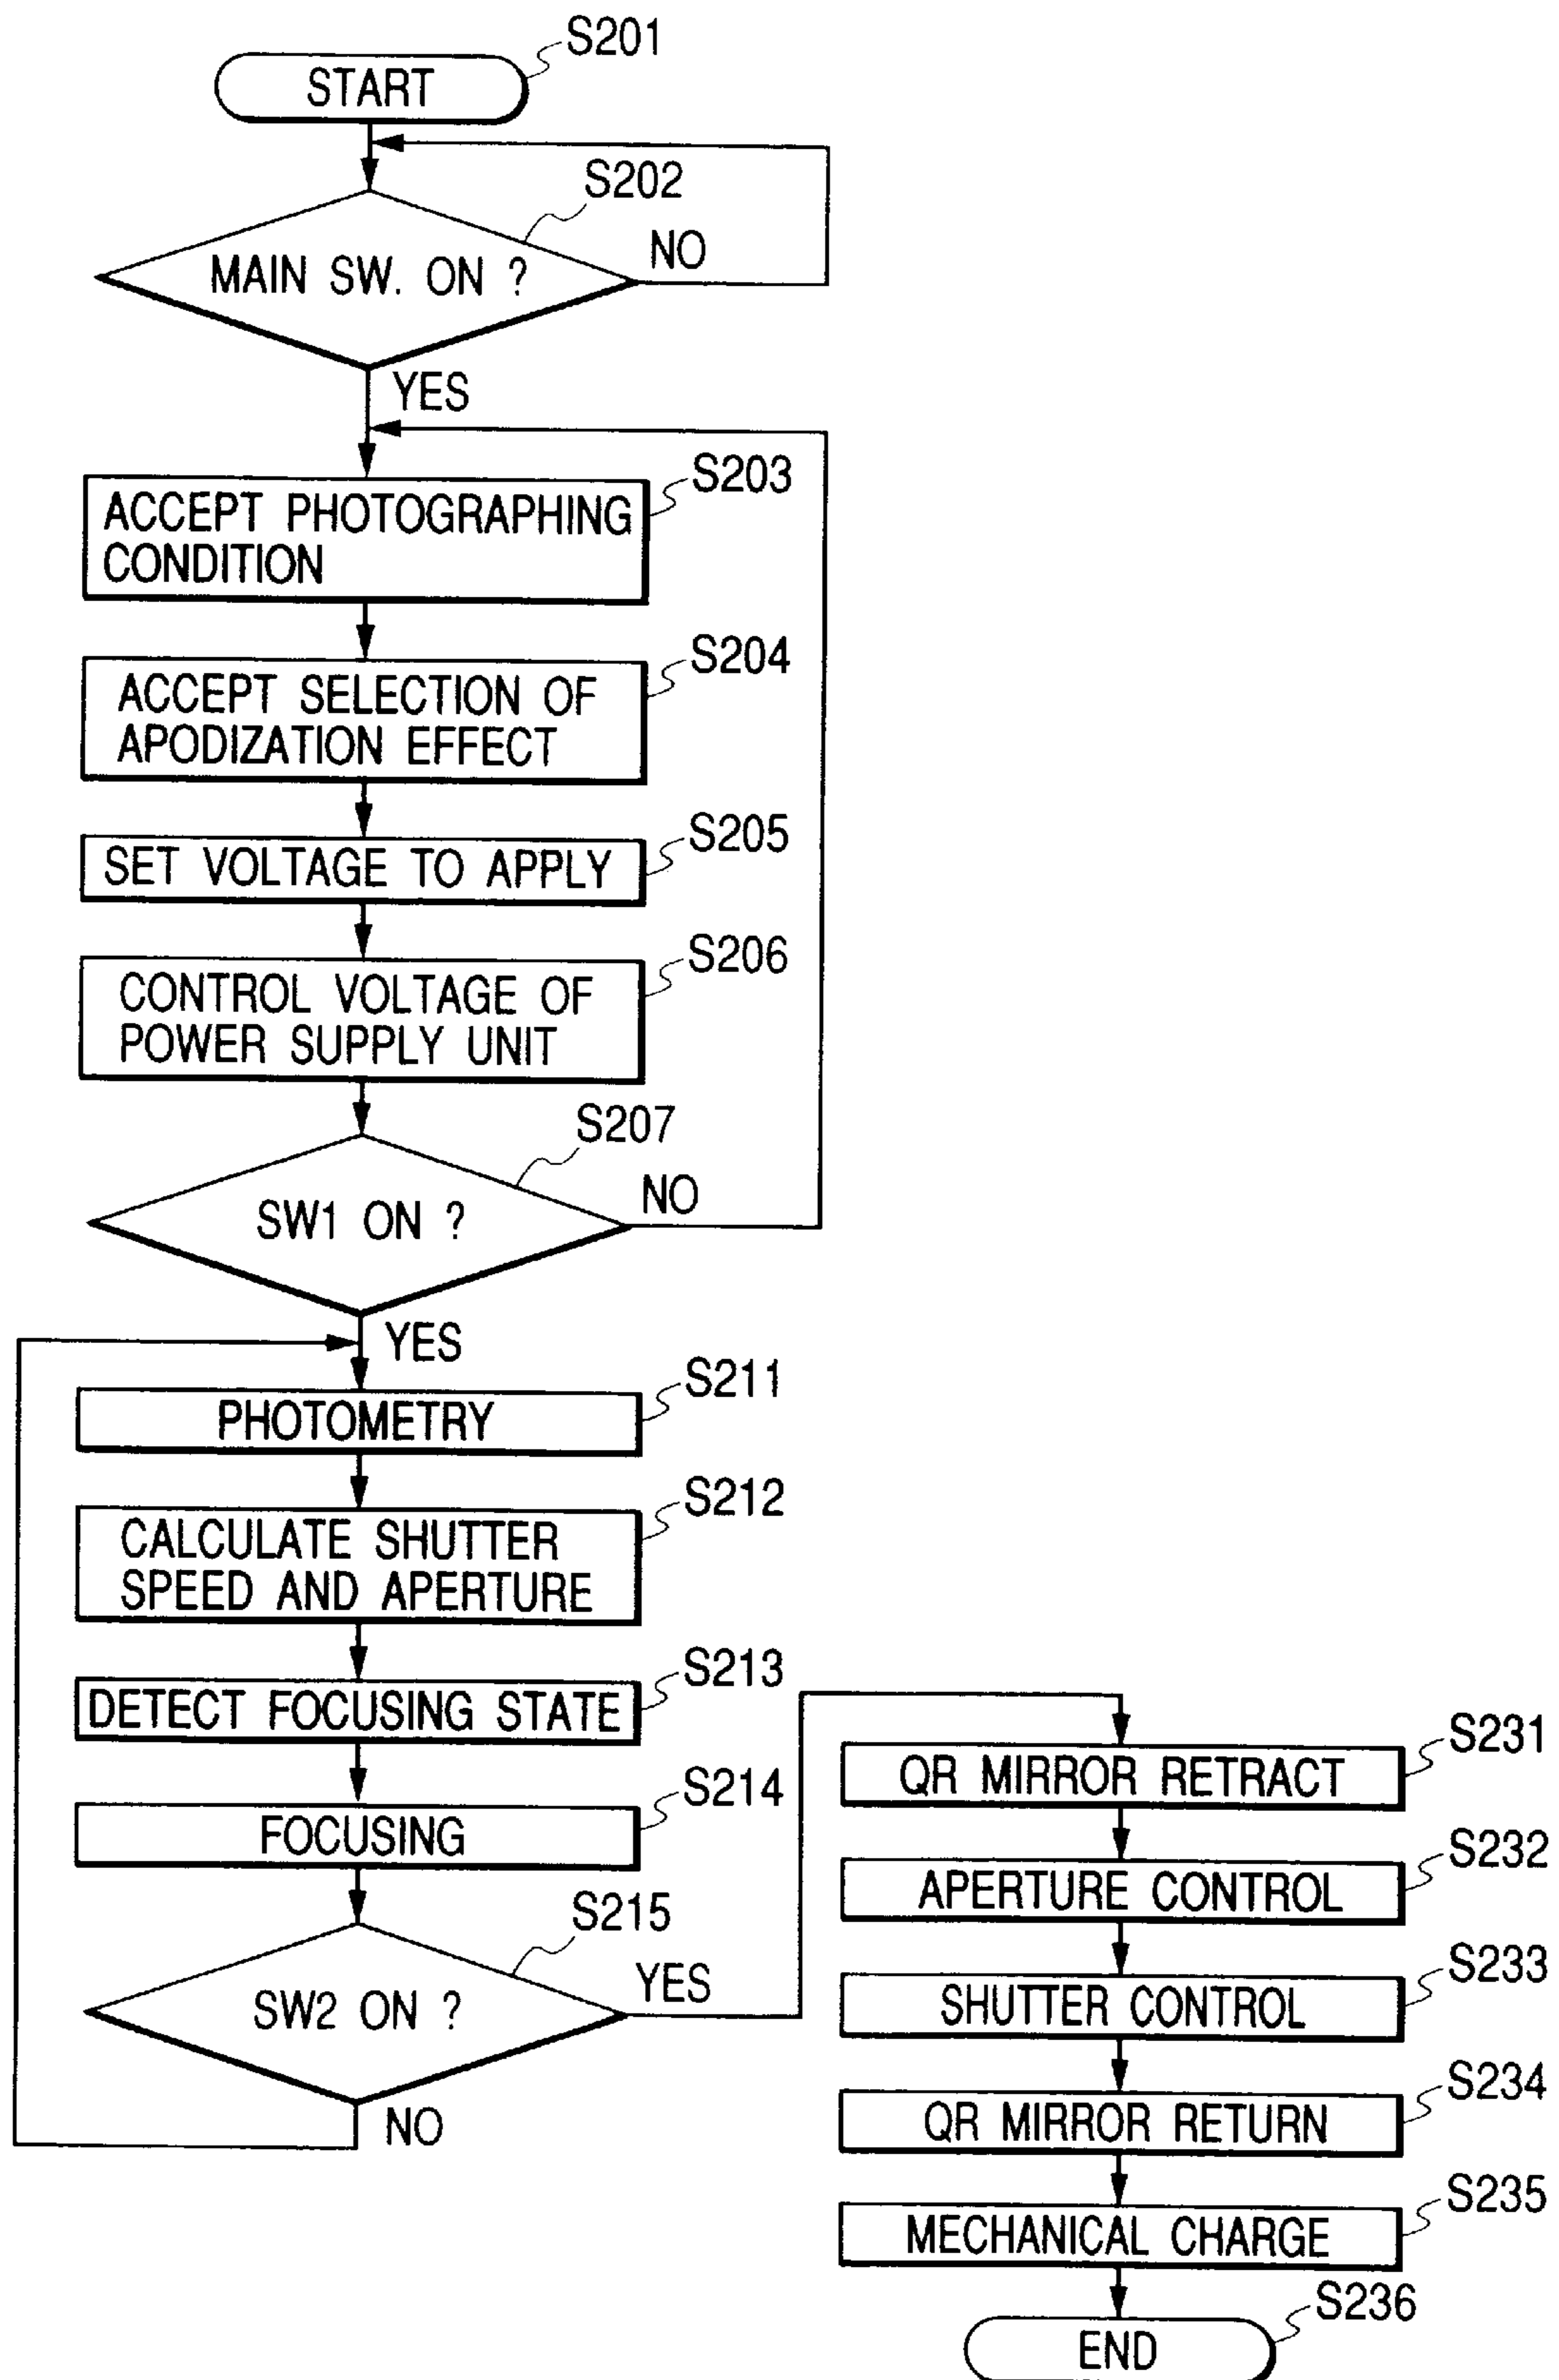 S201
START
S202
MAIN SW. ON ?
NO
YES
S203
ACCEPT PHOTOGRAPHING
CONDITION
S204
ACCEPT SELECTION OF
APODIZATION EFFECT
S205
SET VOLTAGE TO APPLY
S206
CONTROL VOLTAGE OF
POWER SUPPLY UNIT
S207
SW1 ON ?
NO
YES
S211
PHOTOMETRY
S212
CALCULATE SHUTTER
SPEED AND APERTURE
S213
DETECT FOCUSING STATE
S214
FOCUSING
S215
SW2 ON ?
YES
NO
S231
QR MIRROR RETRACT
S232
APERTURE CONTROL
S233
SHUTTER CONTROL
S234
QR MIRROR RETURN
S235
MECHANICAL CHARGE
S236
END